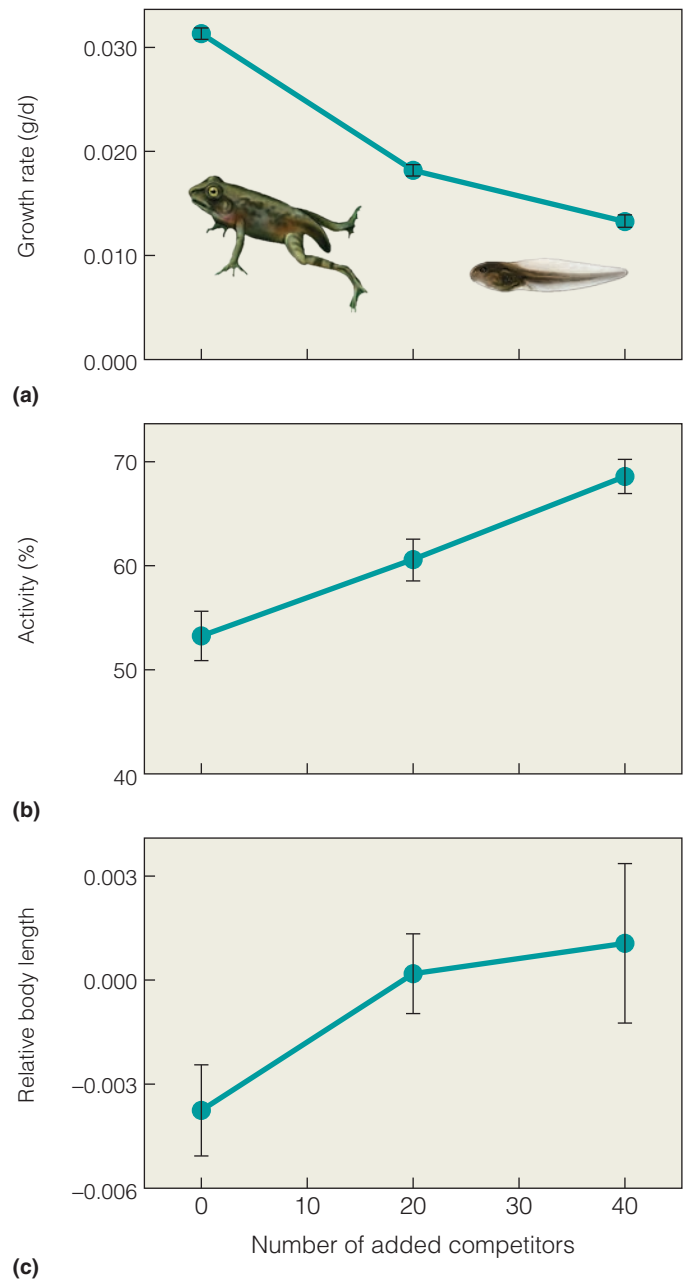 0.030
0.020
0.010
0.000
Growth rate (g/d)
(a)
70
60
50
40
Activity (%)
(b)
0.003
0.000
–0.003
–0.006
Relative body length
0 10 20 30 40
Number of added competitors
(c)